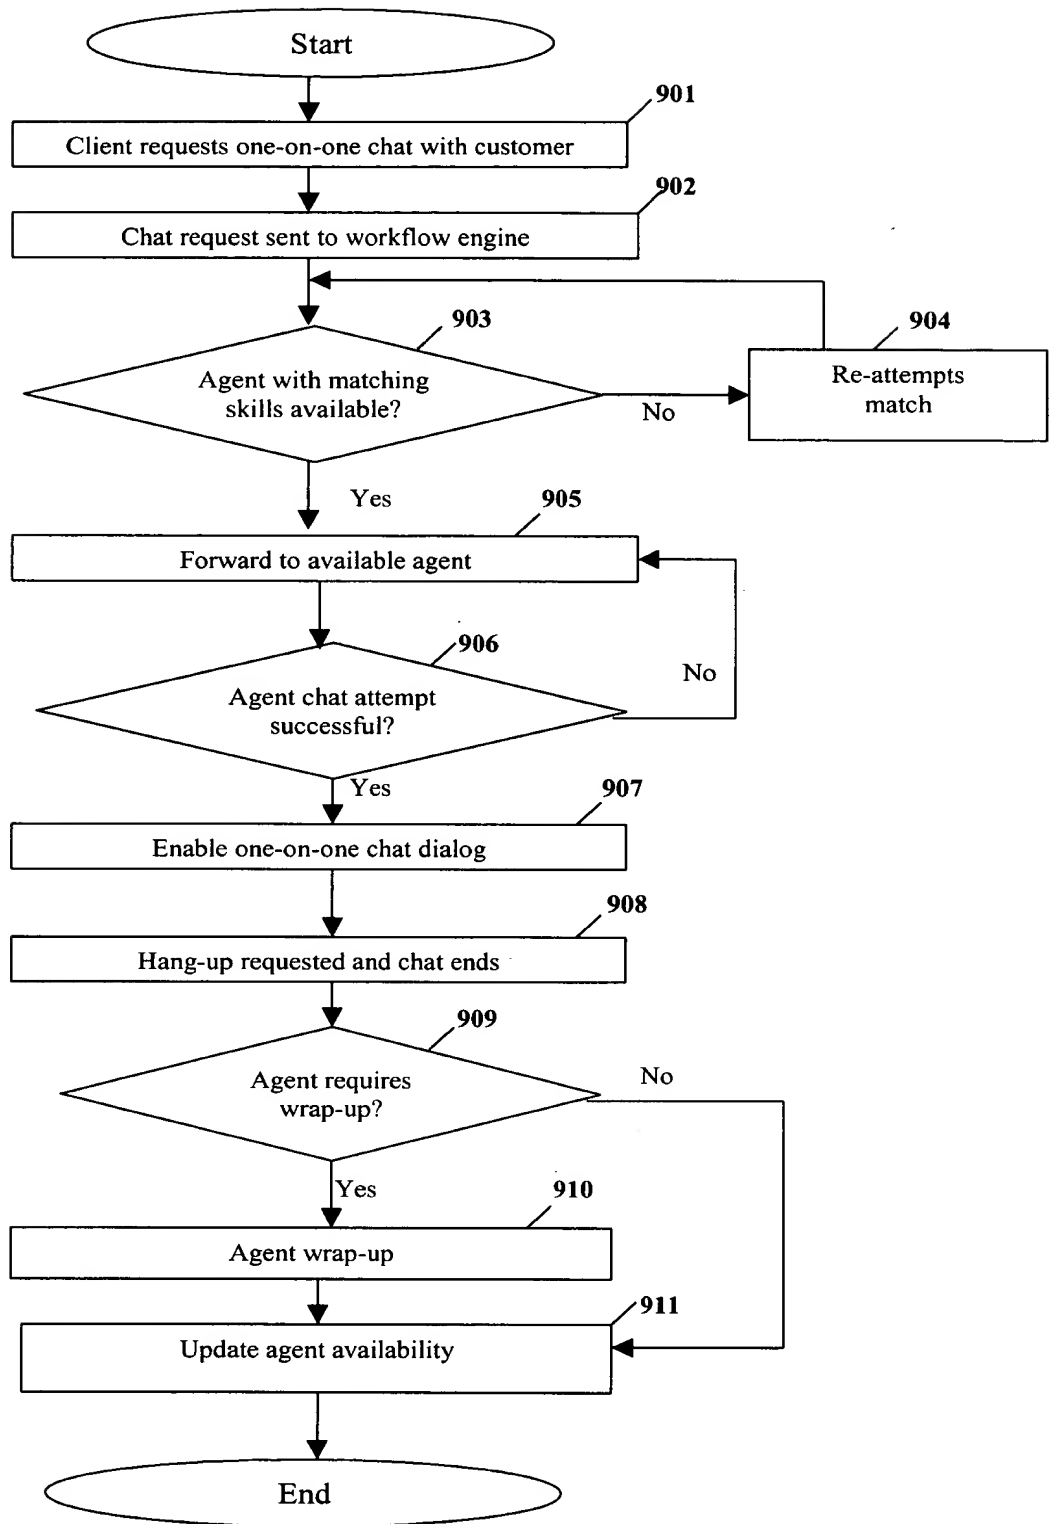 Start
901
Client requests one-on-one chat with customer
902
Chat request sent to workflow engine
903
904
Agent with matching
skills available?
Re-attempts
match
No
Yes
905
Forward to available agent
906
No
Agent chat attempt
successful?
Yes
907
Enable one-on-one chat dialog
908
Hang-up requested and chat ends
909
No
Agent requires
wrap-up?
Yes
910
Agent wrap-up
911
Update agent availability
End